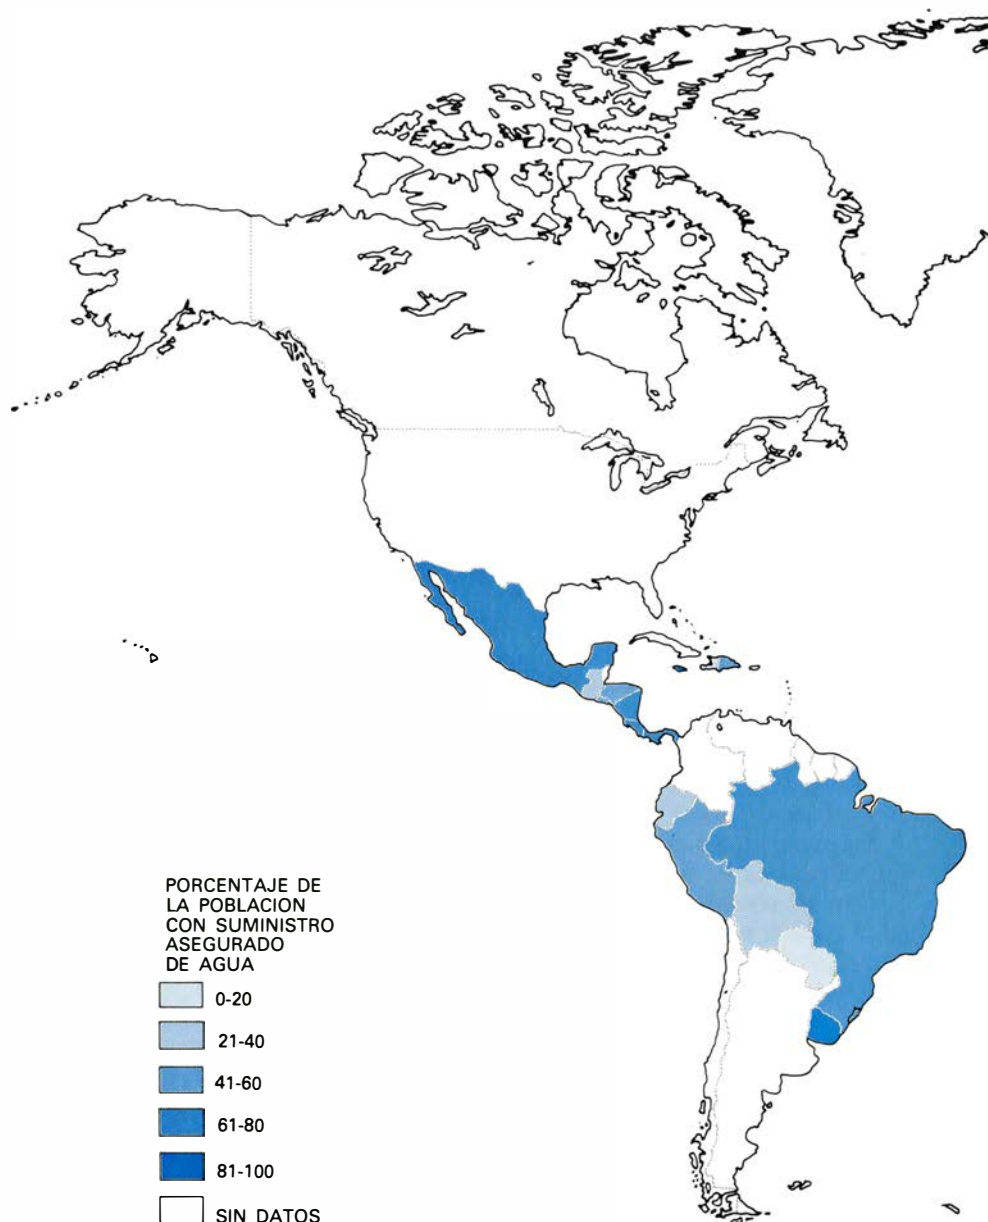 PORCENTAJE DE
LA POBLACION
CON SUMINISTRO
ASEGURADO
DE AGUA
0-20
21-40
41-60
61-80
81-100
SIN DATOS